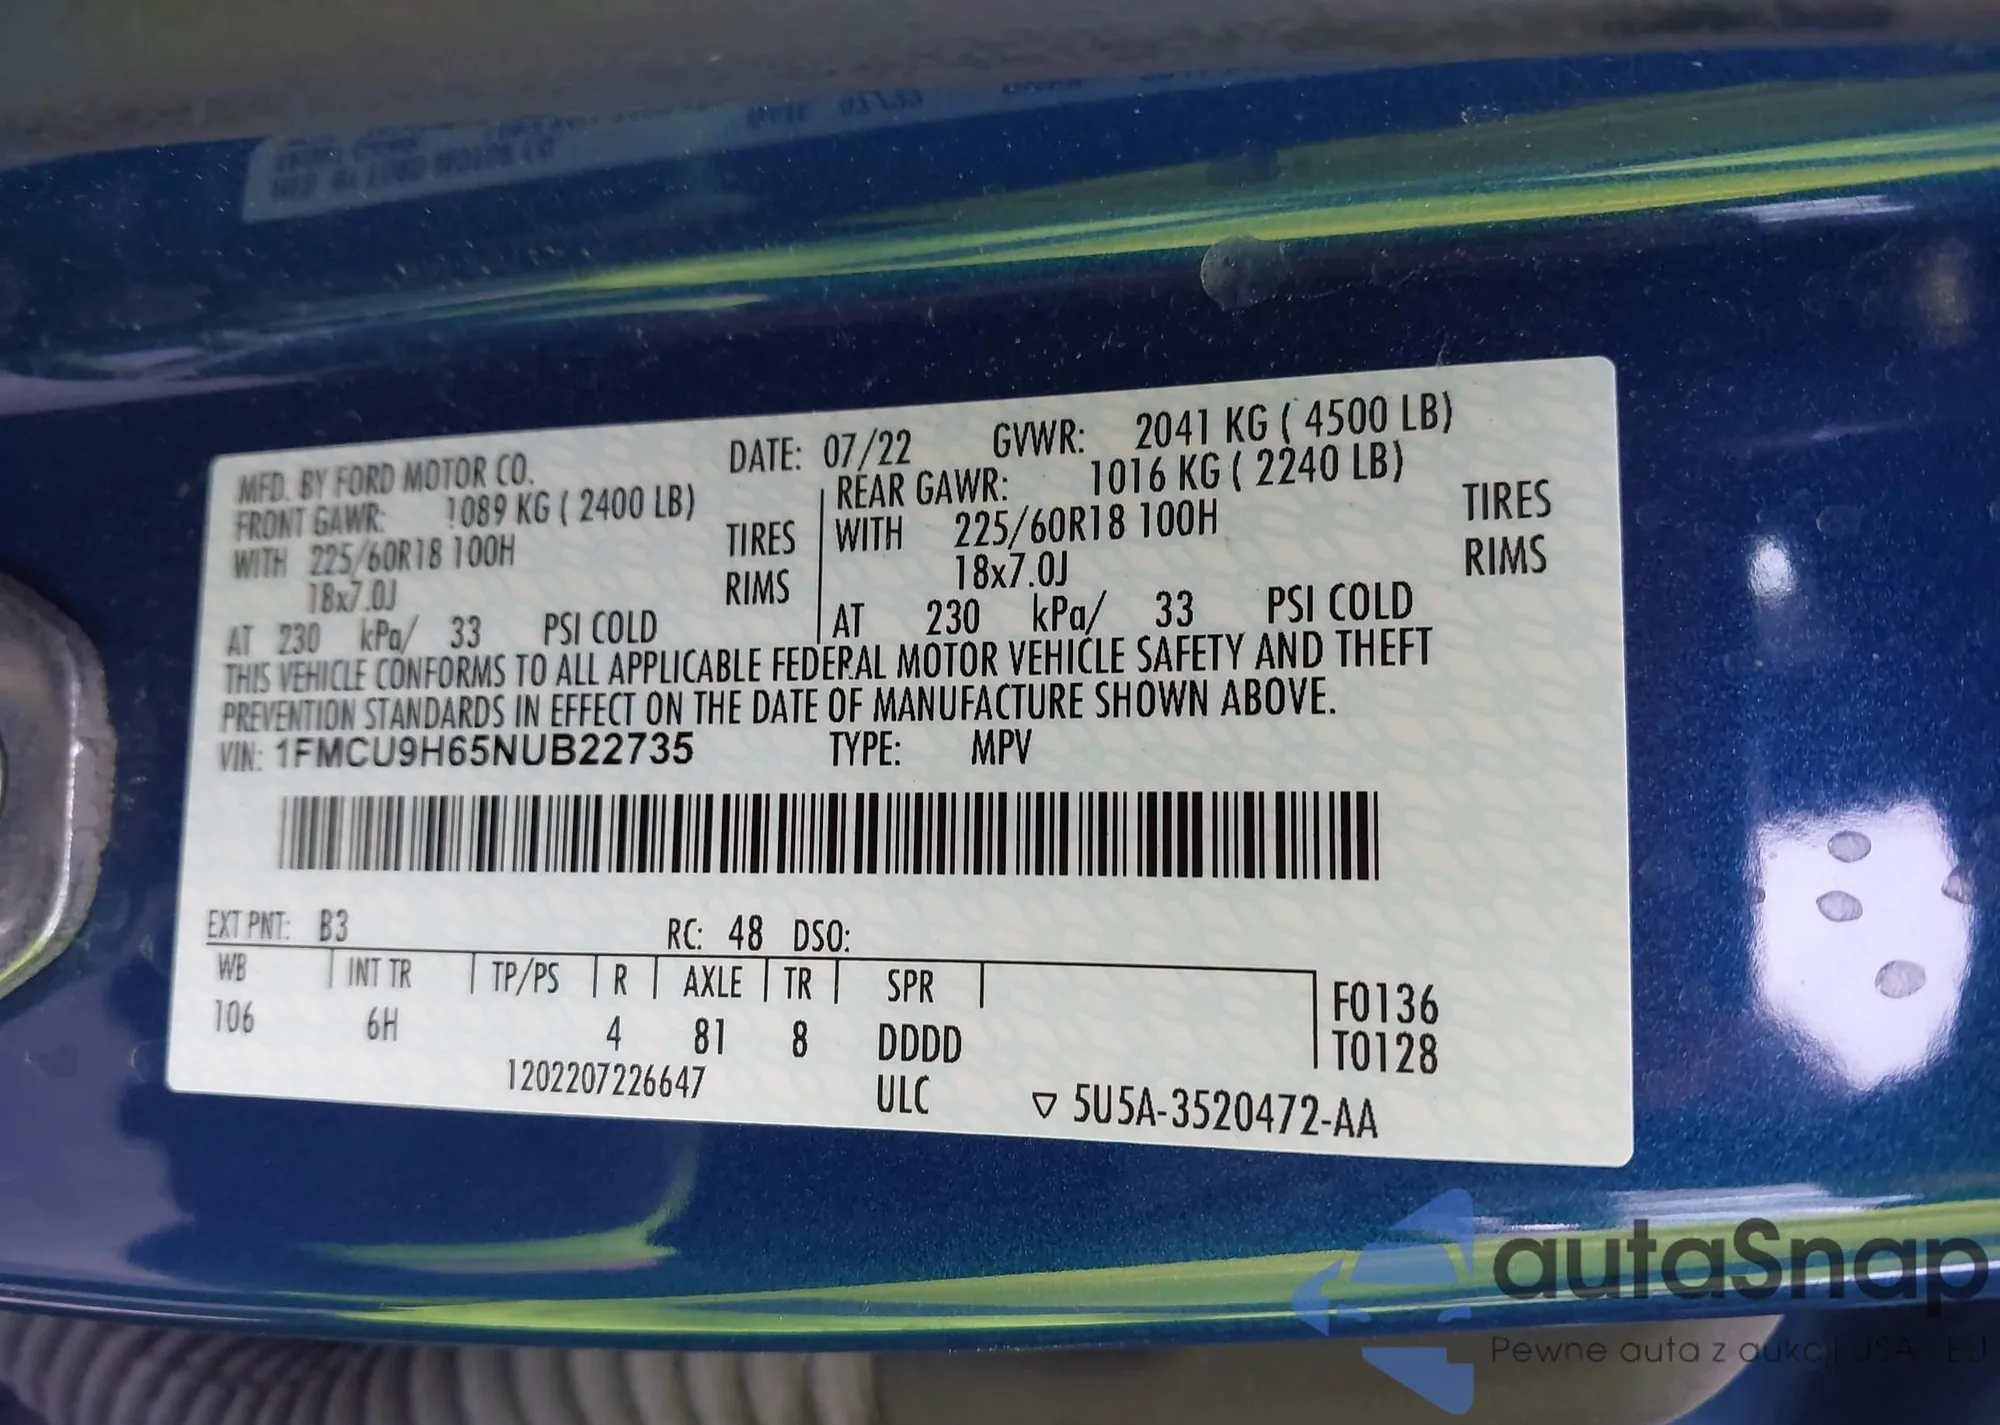 MFD. BY FORD MOTOR CO. DATE: 07/22 GVWR: 2041 KG ( 4500 LB)
FRONT GAWR: 1089 KG ( 2400 LB) REAR GAWR: 1016 KG ( 2240 LB)
WITH 225/60R18 100H TIRES WITH 225/60R18 100H TIRES
18x7.0J RIMS 18x7.0J RIMS
AT 230 kPa/ 33 PSI COLD AT 230 kPa/ 33 PSI COLD
THIS VEHICLE CONFORMS TO ALL APPLICABLE FEDERAL MOTOR VEHICLE SAFETY AND THEFT
PREVENTION STANDARDS IN EFFECT ON THE DATE OF MANUFACTURE SHOWN ABOVE.
VIN: 1FMCU9H65NUB22735 TYPE: MPV
EXT PNT: B3 RC: 48 DSO:
WB INT TR TP/PS R AXLE TR SPR F0136
106 6H 4 81 8 DDDD T0128
1202207226647 ULC ▽ 5U5A-3520472-AA
autaSnap
Pewne auta z aukcji USA EU